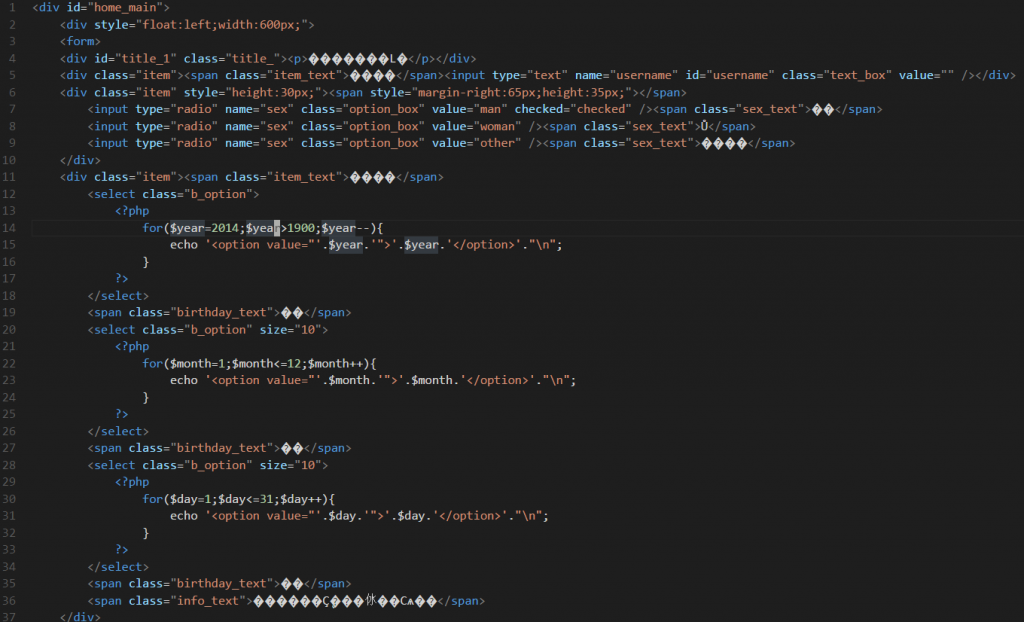 1 <div id="home_main">
2 <div style="float:left;width:600px;">
3 <form>
4 <div id="title_1" class="title_"><p>��������L�</p></div>
5 <div class="item"><span class="item_text">����</span><input type="text" name="username" id="username" class="text_box" value="" /></div>
6 <div class="item" style="height:30px;"><span style="margin-right:65px;height:35px;"></span>
7 <input type="radio" name="sex" class="option_box" value="man" checked="checked" /><span class="sex_text">��</span>
8 <input type="radio" name="sex" class="option_box" value="woman" /><span class="sex_text">Ů</span>
9 <input type="radio" name="sex" class="option_box" value="other" /><span class="sex_text">����</span>
10 </div>
11 <div class="item"><span class="item_text">����</span>
12 <select class="b_option">
13 <?php
14 for($year=2014;$year>1900;$year--){
15 echo '<option value="'.$year.'">'.$year.'</option>'."\n";
16 }
17 ?>
18 </select>
19 <span class="birthday_text">��</span>
20 <select class="b_option" size="10">
21 <?php
22 for($month=1;$month<=12;$month++){
23 echo '<option value="'.$month.'">'.$month.'</option>'."\n";
24 }
25 ?>
26 </select>
27 <span class="birthday_text">��</span>
28 <select class="b_option" size="10">
29 <?php
30 for($day=1;$day<=31;$day++){
31 echo '<option value="'.$day.'">'.$day.'</option>'."\n";
32 }
33 ?>
34 </select>
35 <span class="birthday_text">��</span>
36 <span class="info_text"></span>
37 </div>